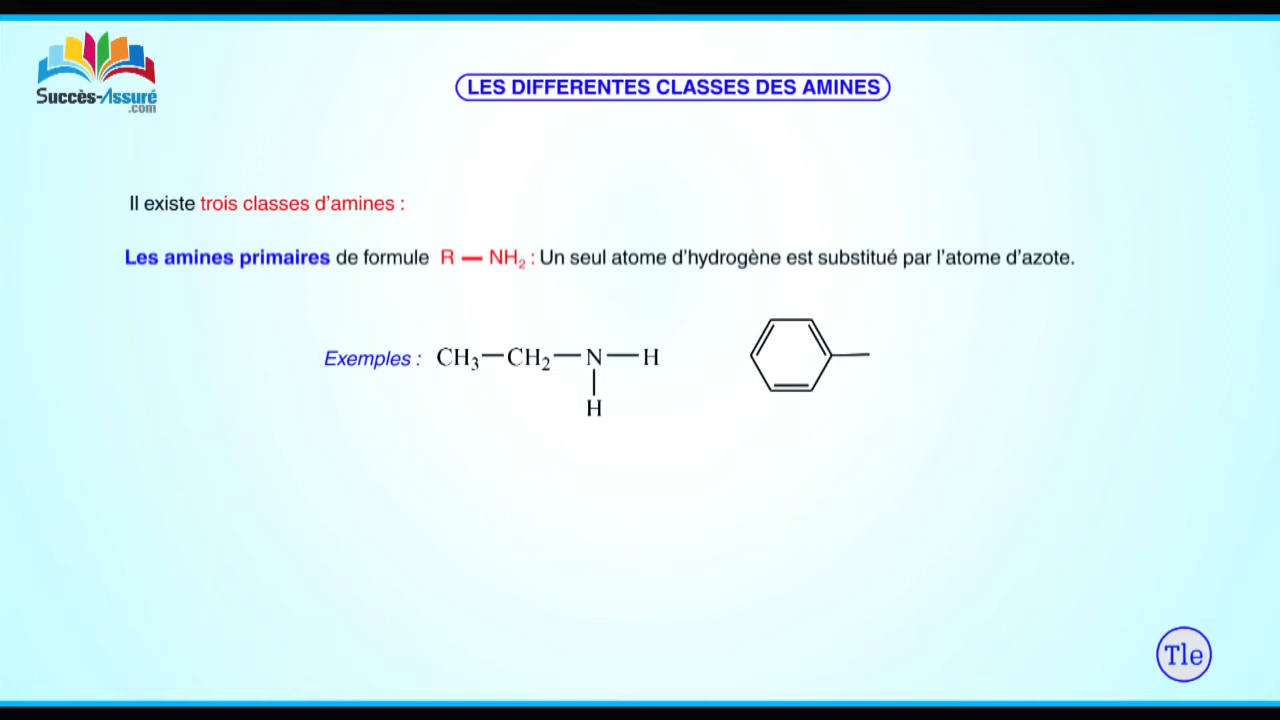 Succès-Assuré
.com
LES DIFFERENTES CLASSES DES AMINES
Il existe trois classes d'amines :
Les amines primaires de formule R — NH₂ : Un seul atome d'hydrogène est substitué par l'atome d'azote.
Exemples : CH₃—CH₂—N—H
H
Tle